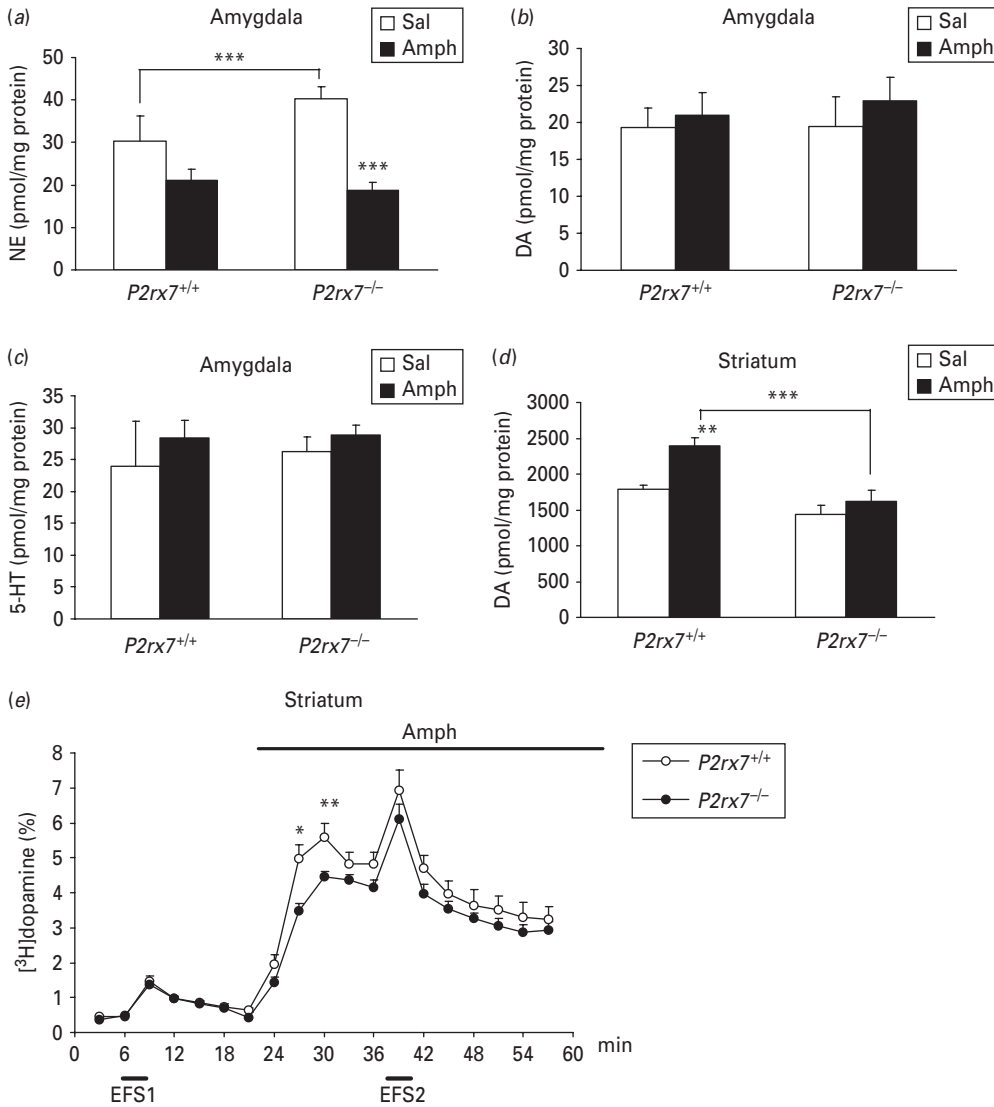 (a)
Amygdala
Sal
Amph
NE (pmol/mg protein)
50
40
30
20
10
0
***
***
P2rx7+/+
P2rx7–/–
(b)
Amygdala
Sal
Amph
DA (pmol/mg protein)
30
25
20
15
10
5
0
P2rx7+/+
P2rx7–/–
(c)
Amygdala
Sal
Amph
5-HT (pmol/mg protein)
35
30
25
20
15
10
5
0
P2rx7+/+
P2rx7–/–
(d)
Striatum
Sal
Amph
DA (pmol/mg protein)
3000
2500
2000
1500
1000
500
0
***
**
P2rx7+/+
P2rx7–/–
(e)
Striatum
Amph
P2rx7+/+
P2rx7–/–
[3H]dopamine (%)
8
7
6
5
4
3
2
1
0
*
**
0 6 12 18 24 30 36 42 48 54 60 min
EFS1
EFS2